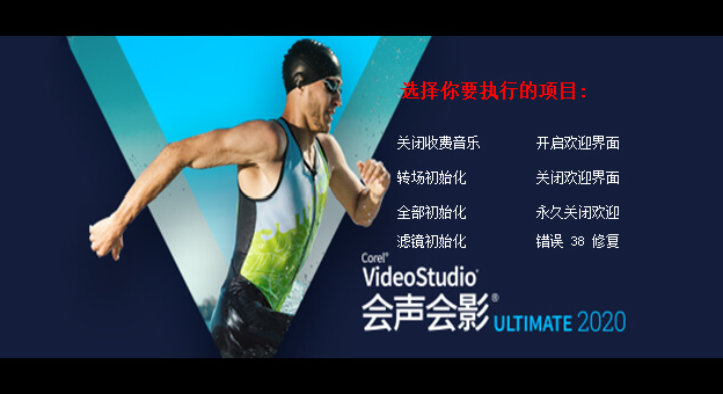 选择你要执行的项目：
关闭收费音乐 开启欢迎界面
转场初始化 关闭欢迎界面
全部初始化 永久关闭欢迎
滤镜初始化 错误 38 修复
Corel®
VideoStudio®
会声会影® ULTIMATE 2020